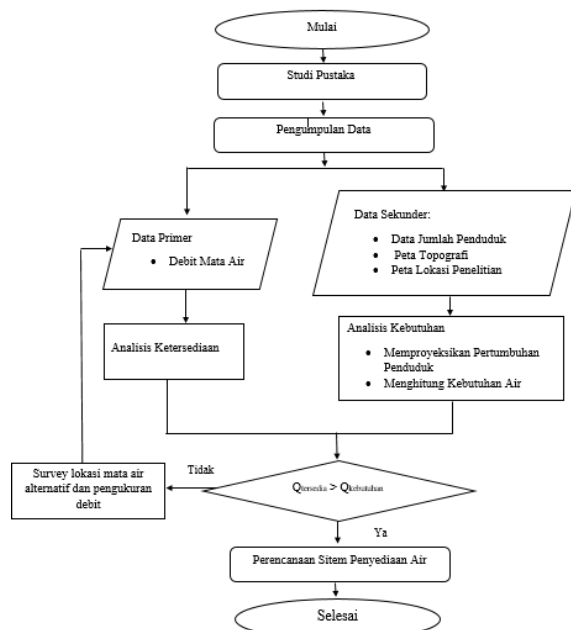 Mulai
Studi Pustaka
Pengumpulan Data
Data Primer
• Debit Mata Air
Data Sekunder:
• Data Jumlah Penduduk
• Peta Topografi
• Peta Lokasi Penelitian
Analisis Ketersediaan
Analisis Kebutuhan
• Memproyeksikan Pertumbuhan
Penduduk
• Menghitung Kebutuhan Air
Survey lokasi mata air
alternatif dan pengukuran
debit
Tidak
Qtersedia > Qkebutuhan
Ya
Perencanaan Sitem Penyediaan Air
Selesai